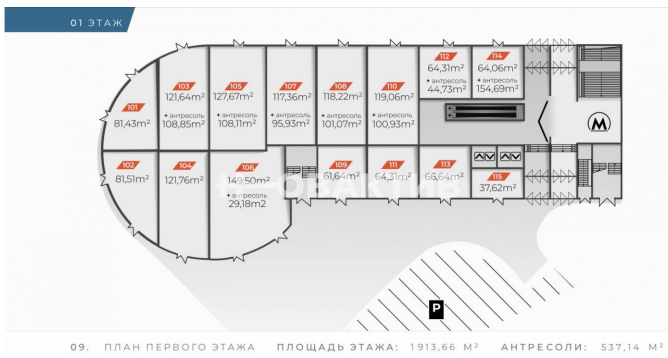 01 ЭТАЖ
112
64,31m²
+ антресоль
44,73m²
114
64,06m²
+ антресоль
154,69m²
103
121,64m²
+ антресоль
108,85m²
105
127,67m²
+ антресоль
108,11m²
107
117,36m²
+ антресоль
95,93m²
108
118,22m²
+ антресоль
101,07m²
110
119,06m²
+ антресоль
100,93m²
101
81,43m²
М
102
81,51m²
104
121,76m²
106
149,50m²
+ антресоль
29,18m2
109
61,64m²
111
64,31m²
113
66,64m²
115
37,62m²
P
09. ПЛАН ПЕРВОГО ЭТАЖА ПЛОЩАДЬ ЭТАЖА: 1913,66 М² АНТРЕСОЛИ: 537,14 М²